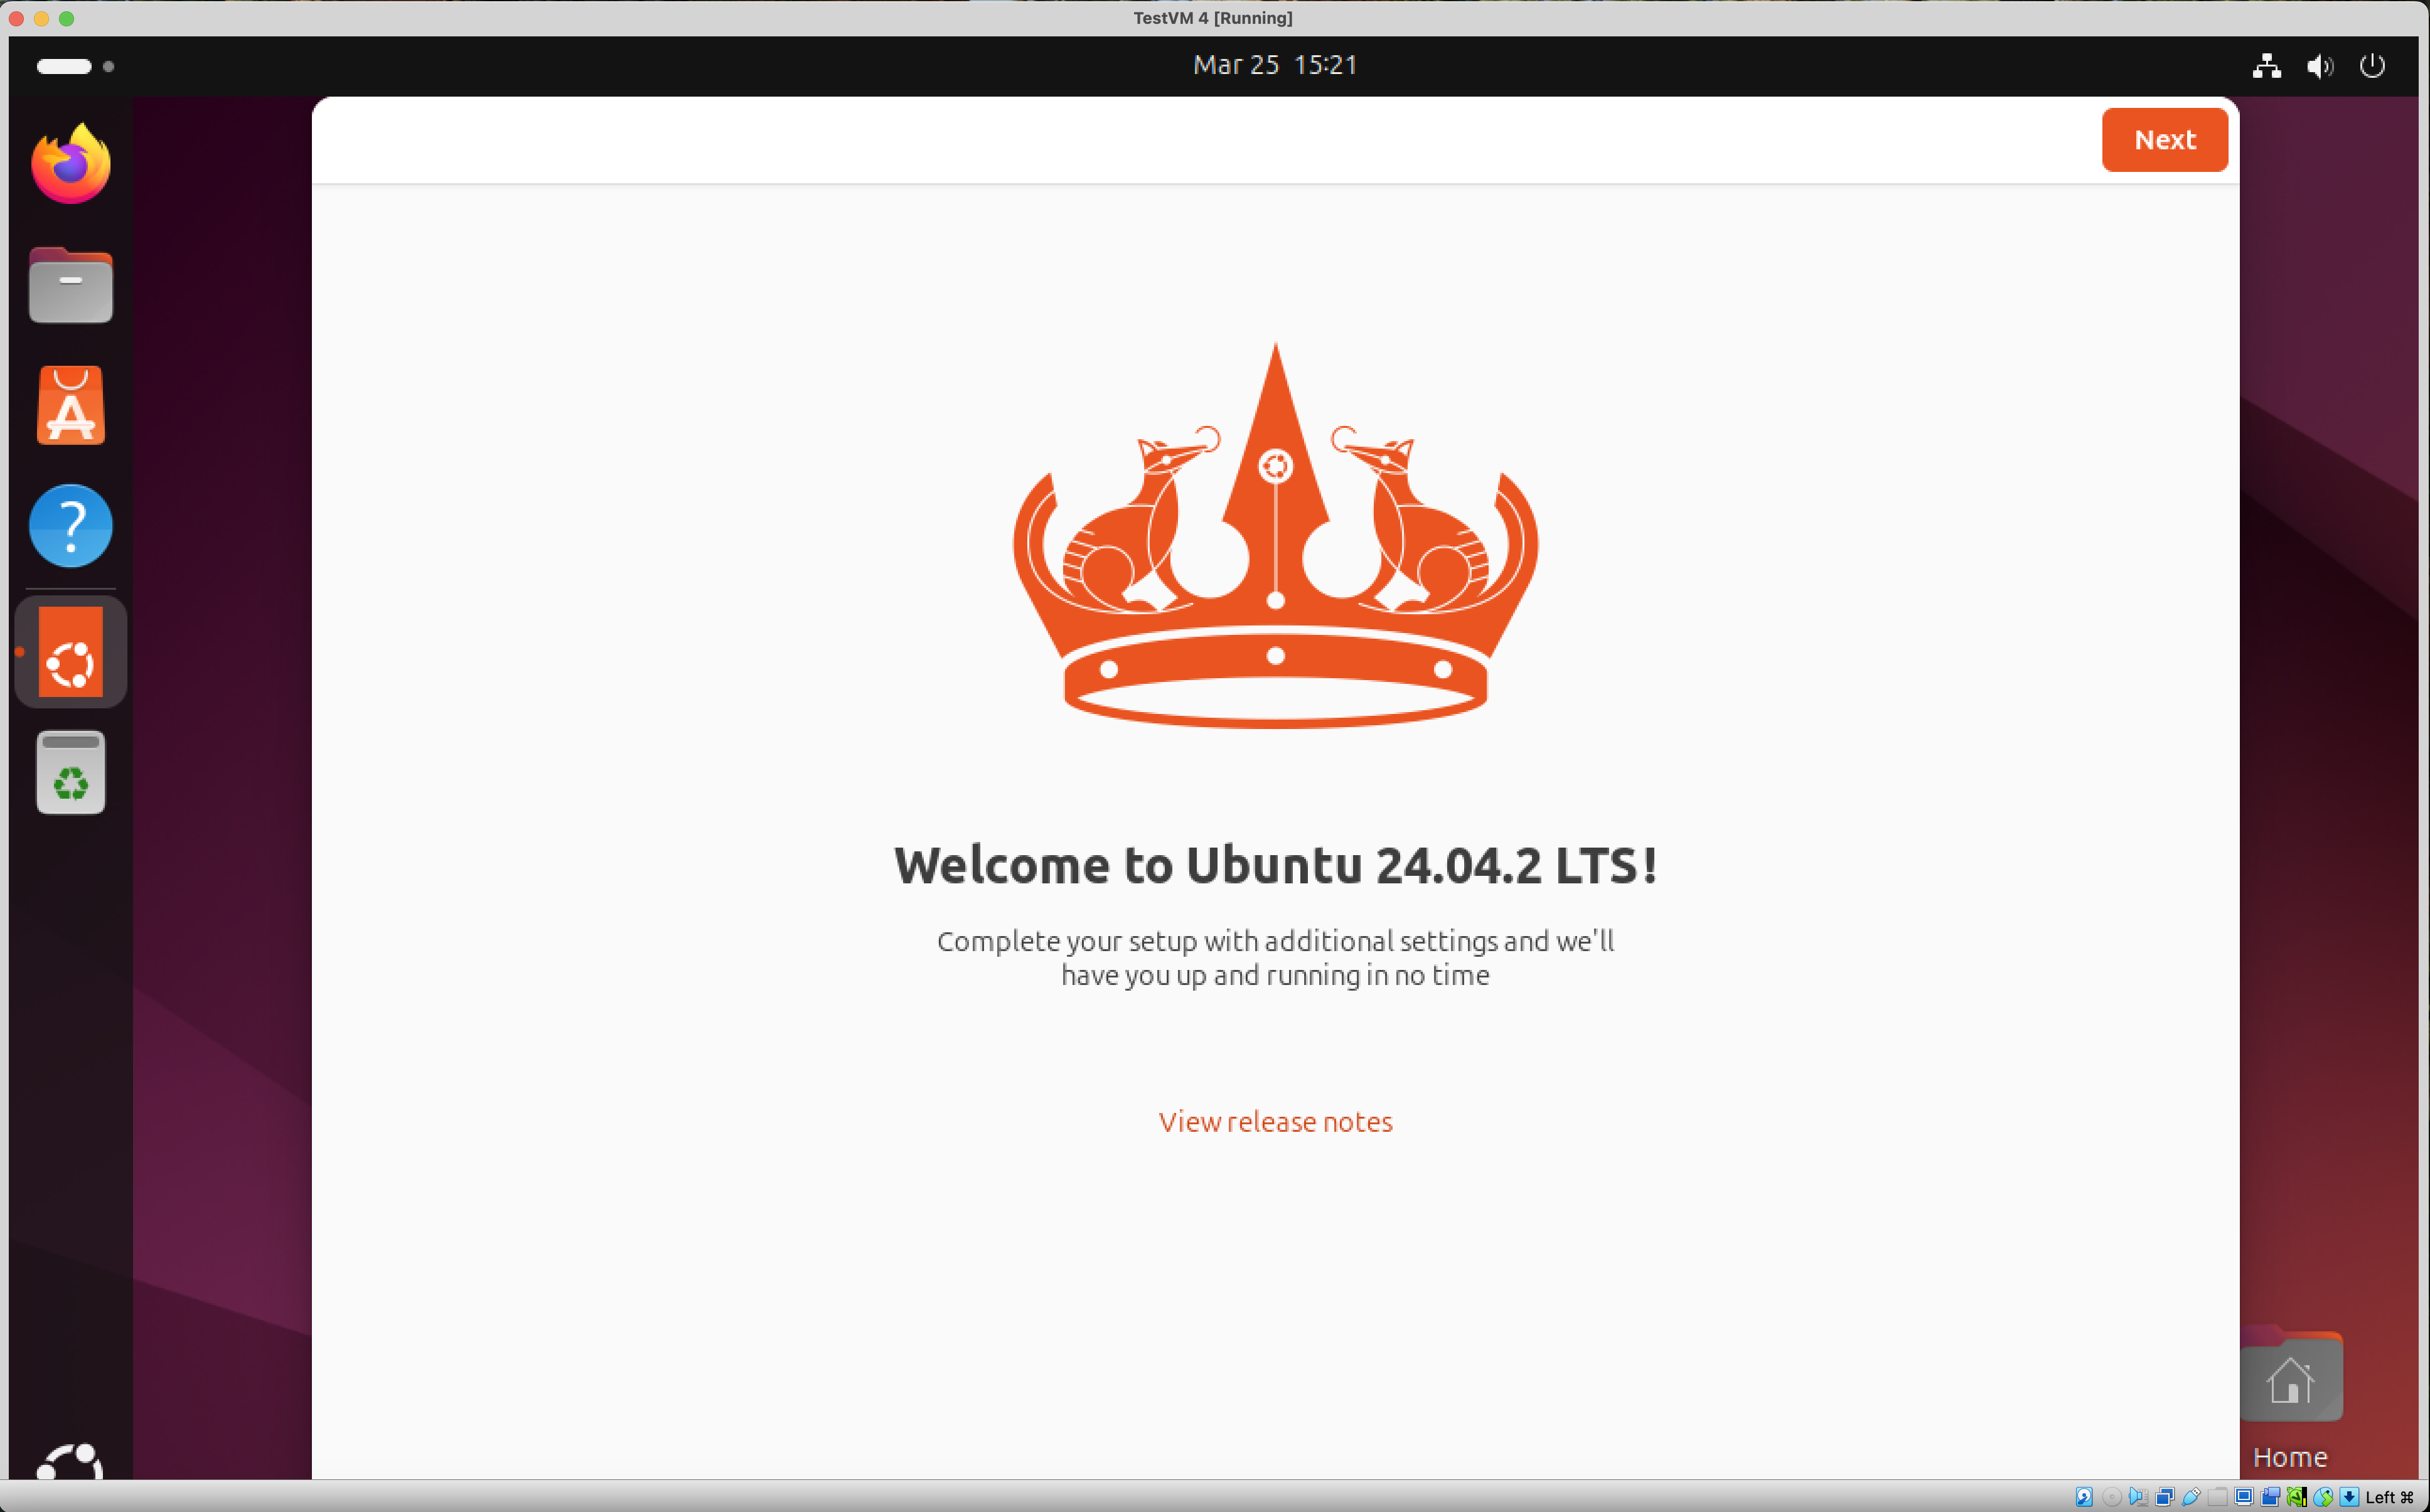 TestVM 4 [Running]
Mar 25 15:21
Next
Welcome to Ubuntu 24.04.2 LTS!
Complete your setup with additional settings and we'll
have you up and running in no time
View release notes
Home
Left ⌘